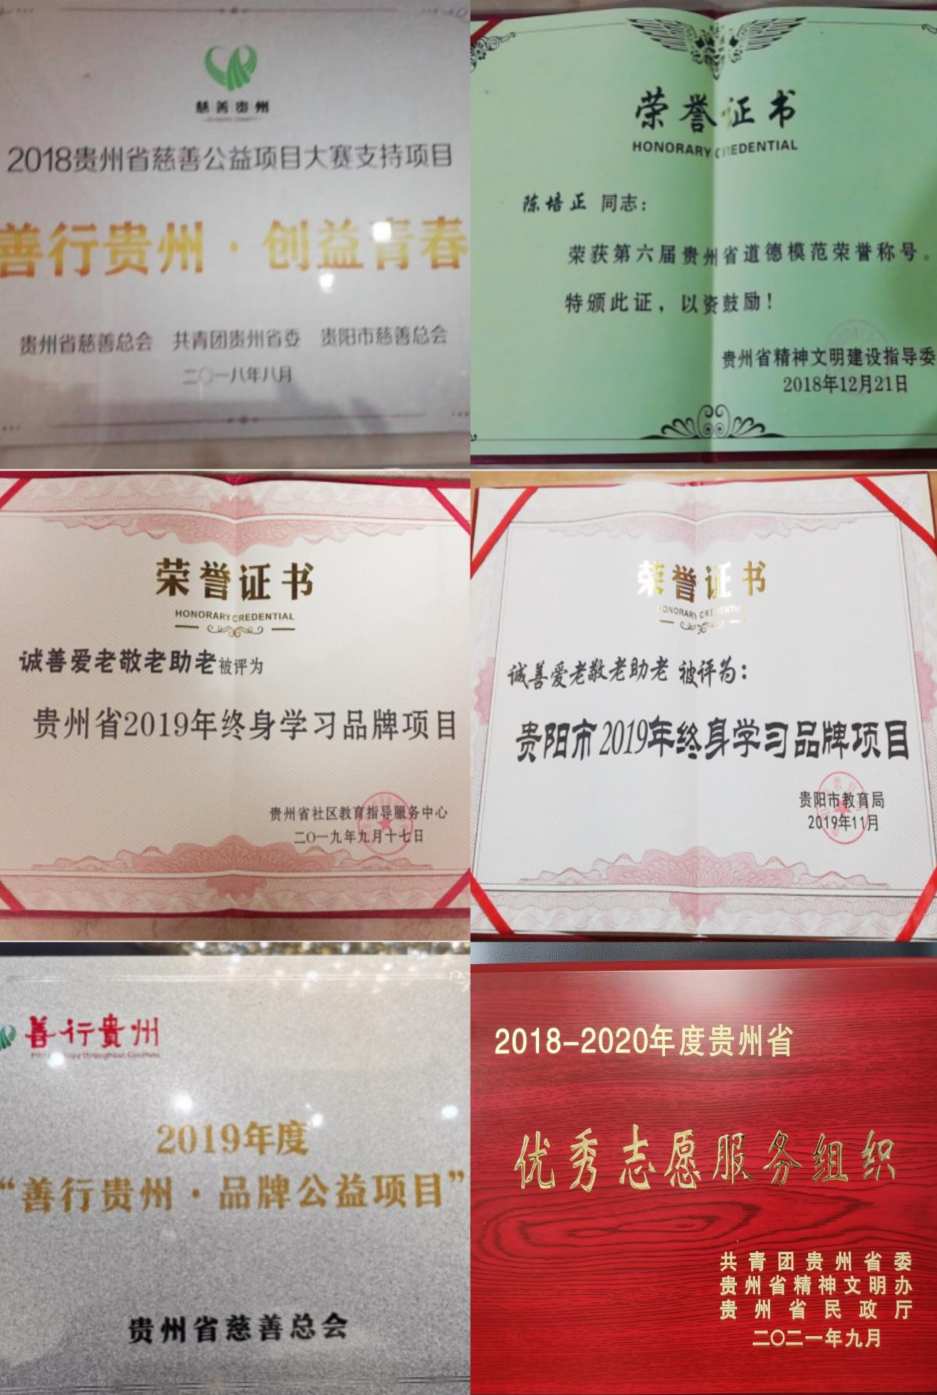 慈善贵州
2018贵州省慈善公益项目大赛支持项目
善行贵州·创益青春
贵州省慈善总会 共青团贵州省委 贵阳市慈善总会
二〇一八年八月
荣誉证书
HONORARY CREDENTIAL
陈培正 同志：
荣获第六届贵州省道德模范荣誉称号。
特颁此证，以资鼓励！
贵州省精神文明建设指导委
2018年12月21日
荣誉证书
HONORARY CREDENTIAL
诚善爱老敬老助老被评为
贵州省2019年终身学习品牌项目
贵州省社区教育指导服务中心
二〇一九年九月十七日
荣誉证书
HONORARY CREDENTIAL
诚善爱老敬老助老 被评为：
贵阳市2019年终身学习品牌项目
贵阳市教育局
2019年11月
善行贵州
2019年度
“善行贵州·品牌公益项目”
贵州省慈善总会
2018-2020年度贵州省
优秀志愿服务组织
共青团贵州省委
贵州省精神文明办
贵州省民政厅
二〇二一年九月